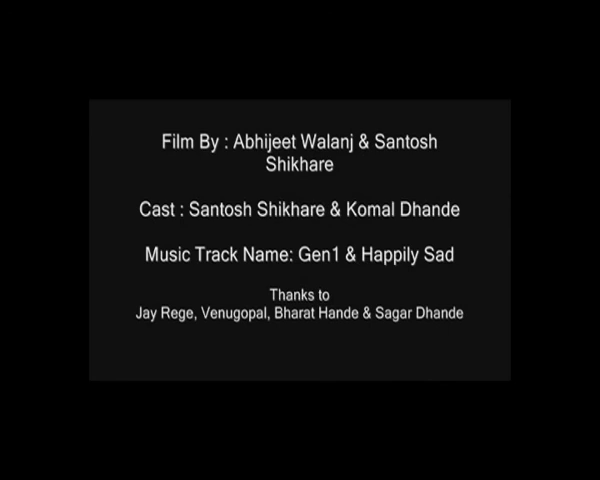 Film By : Abhijeet Walanj & Santosh
Shikhare
Cast : Santosh Shikhare & Komal Dhande
Music Track Name: Gen1 & Happily Sad
Thanks to
Jay Rege, Venugopal, Bharat Hande & Sagar Dhande